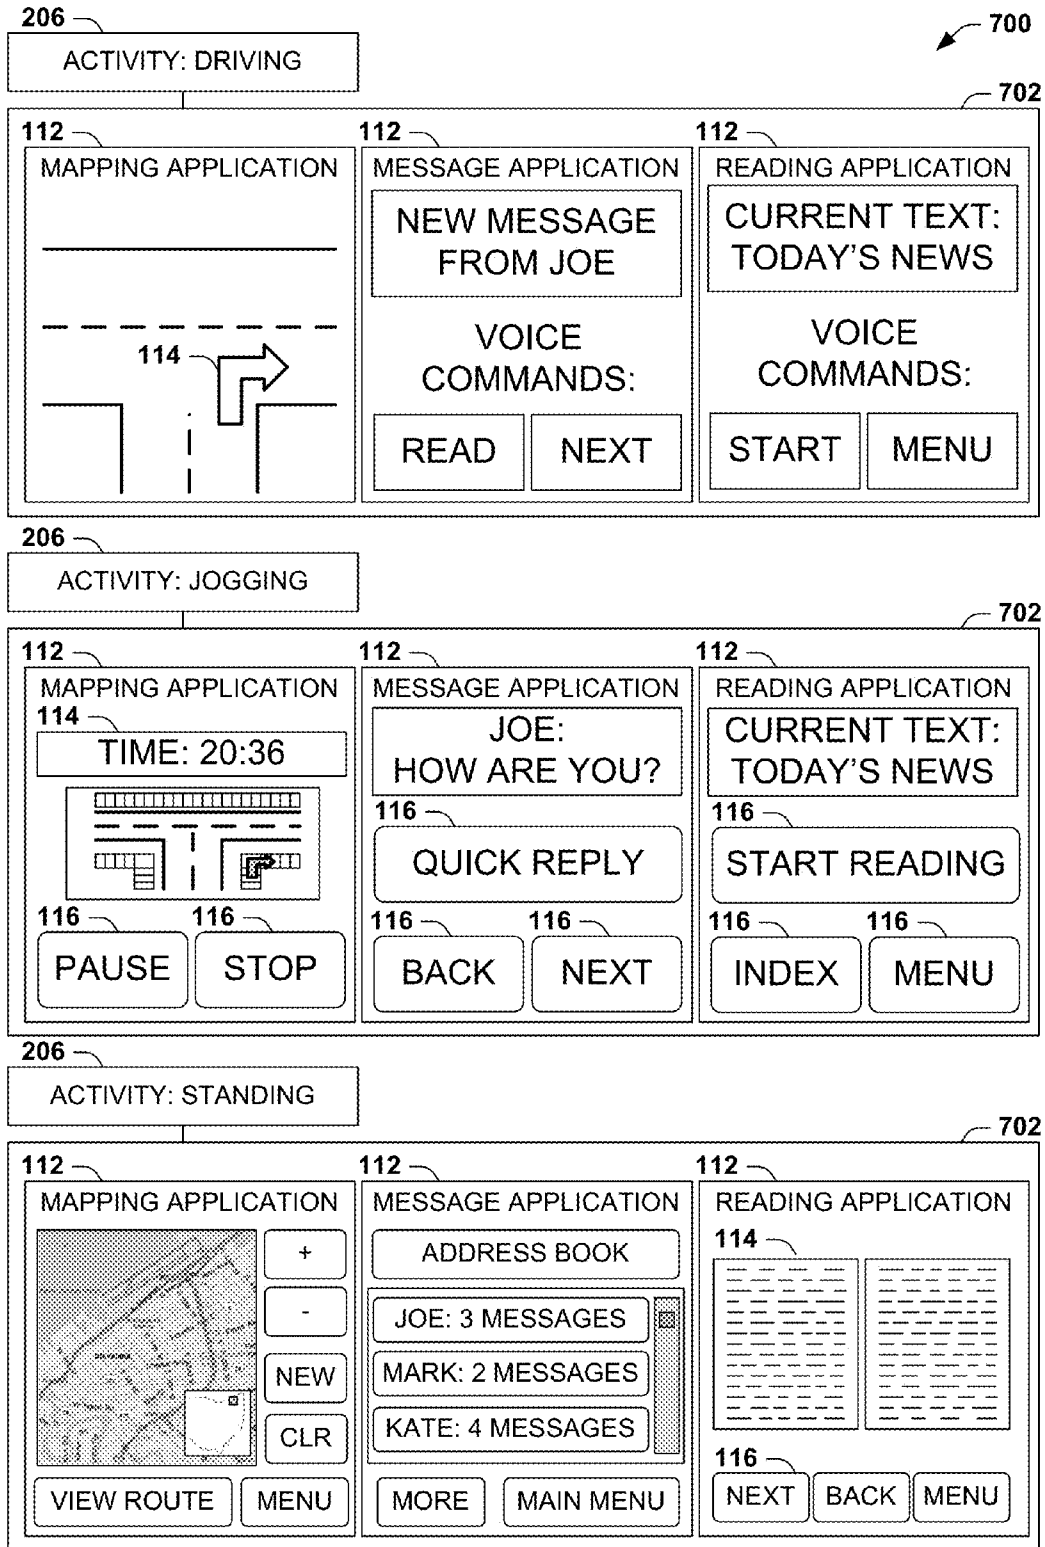 206
700
ACTIVITY: DRIVING
702
112
112
112
MAPPING APPLICATION
MESSAGE APPLICATION
READING APPLICATION
NEW MESSAGE
FROM JOE
CURRENT TEXT:
TODAY'S NEWS
114
VOICE
COMMANDS:
VOICE
COMMANDS:
READ
NEXT
START
MENU
206
ACTIVITY: JOGGING
702
112
112
112
MAPPING APPLICATION
MESSAGE APPLICATION
READING APPLICATION
114
TIME: 20:36
JOE:
HOW ARE YOU?
CURRENT TEXT:
TODAY'S NEWS
116
116
QUICK REPLY
START READING
116
116
116
116
116
116
PAUSE
STOP
BACK
NEXT
INDEX
MENU
206
ACTIVITY: STANDING
702
112
112
112
MAPPING APPLICATION
MESSAGE APPLICATION
READING APPLICATION
+
-
NEW
CLR
VIEW ROUTE
MENU
ADDRESS BOOK
JOE: 3 MESSAGES
MARK: 2 MESSAGES
KATE: 4 MESSAGES
MORE
MAIN MENU
114
116
NEXT
BACK
MENU